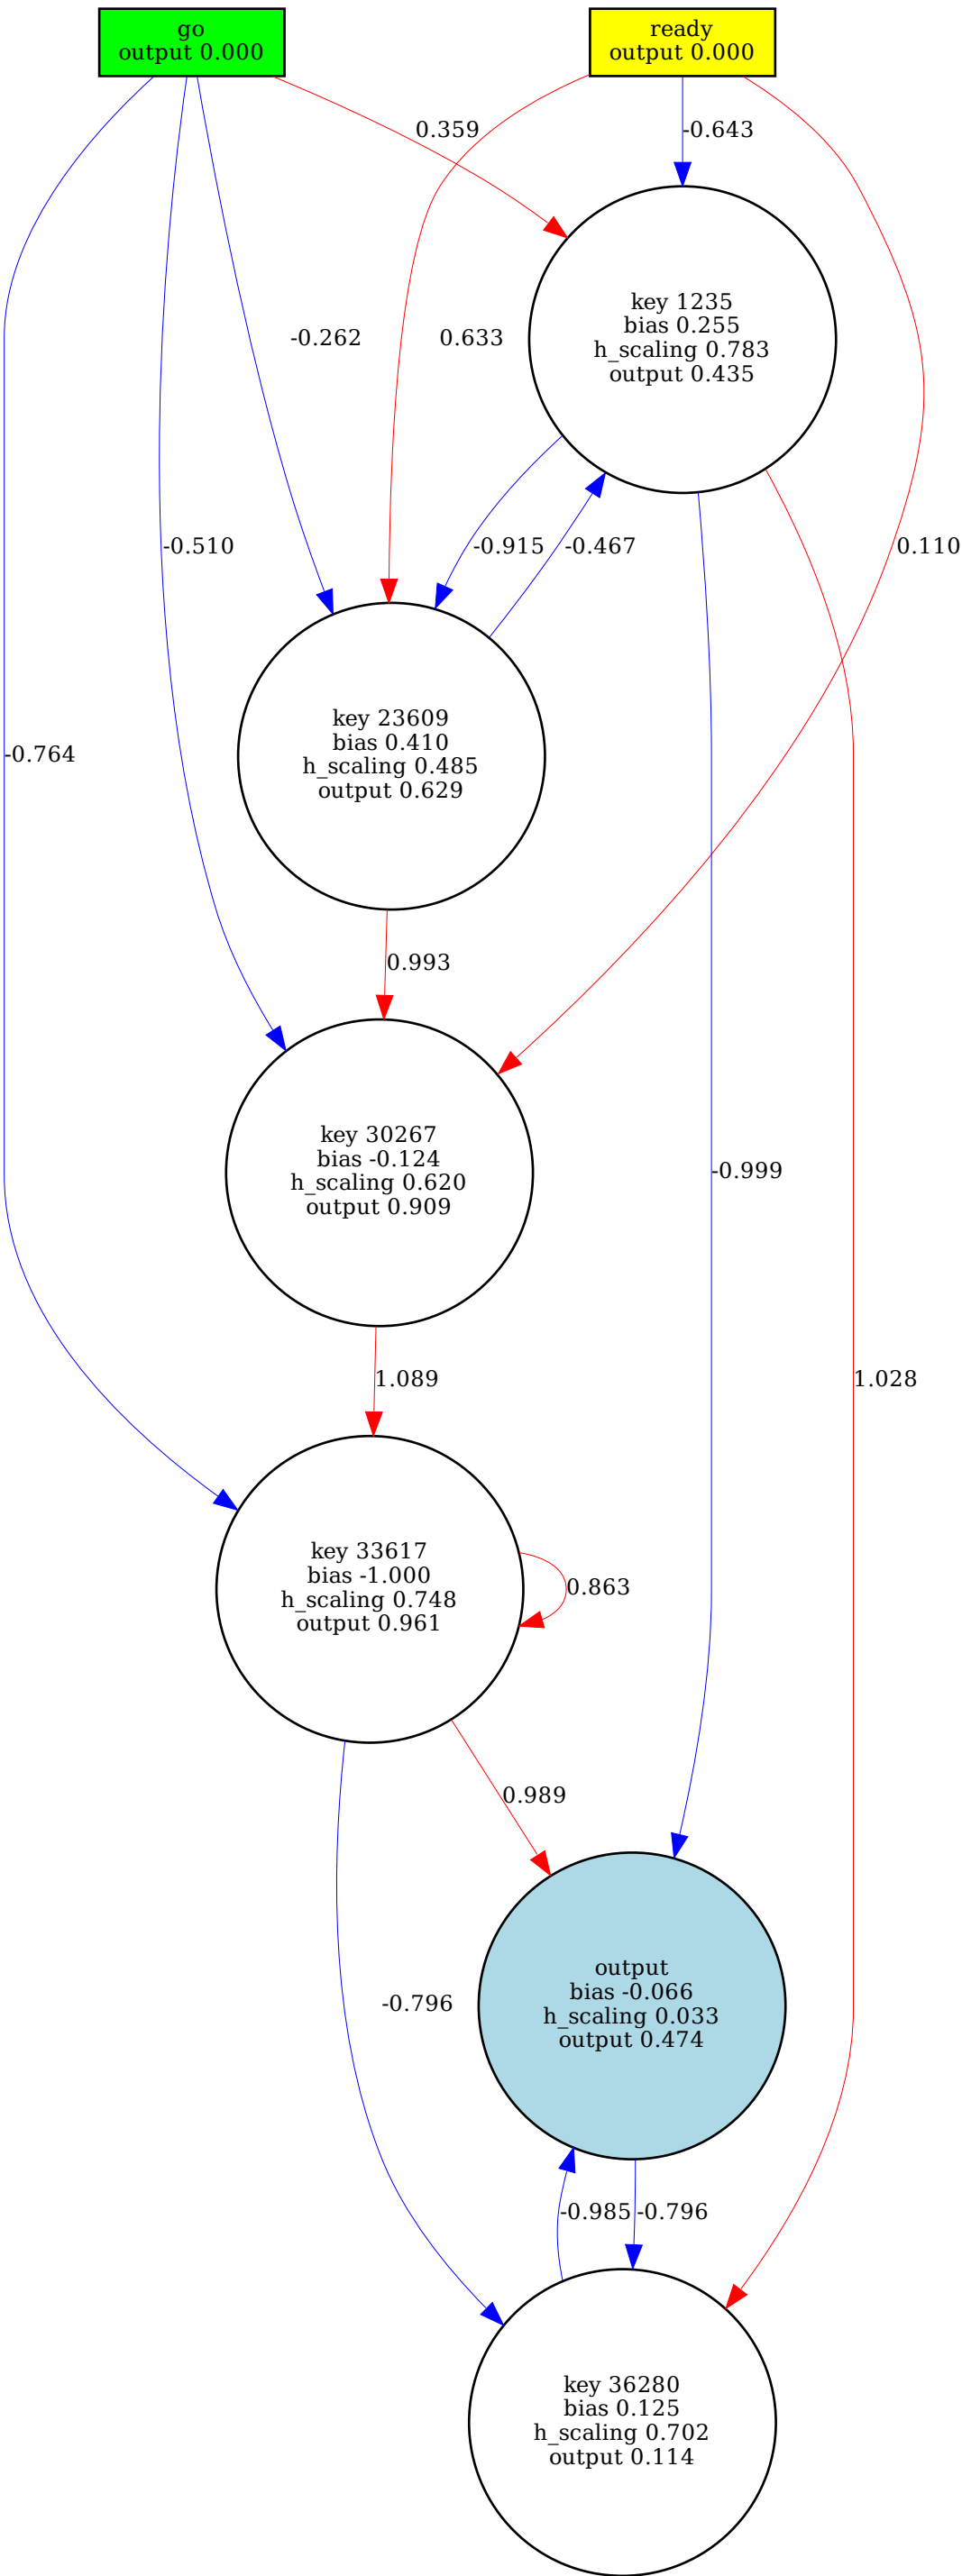 go
output 0.000
ready
output 0.000
0.359
-0.643
key 1235
bias 0.255
h_scaling 0.783
output 0.435
-0.262
0.633
-0.510
-0.915
-0.467
0.110
key 23609
bias 0.410
h_scaling 0.485
output 0.629
-0.764
0.993
key 30267
bias -0.124
h_scaling 0.620
output 0.909
-0.999
1.089
1.028
key 33617
bias -1.000
h_scaling 0.748
output 0.961
0.863
0.989
output
bias -0.066
h_scaling 0.033
output 0.474
-0.796
-0.985
-0.796
key 36280
bias 0.125
h_scaling 0.702
output 0.114